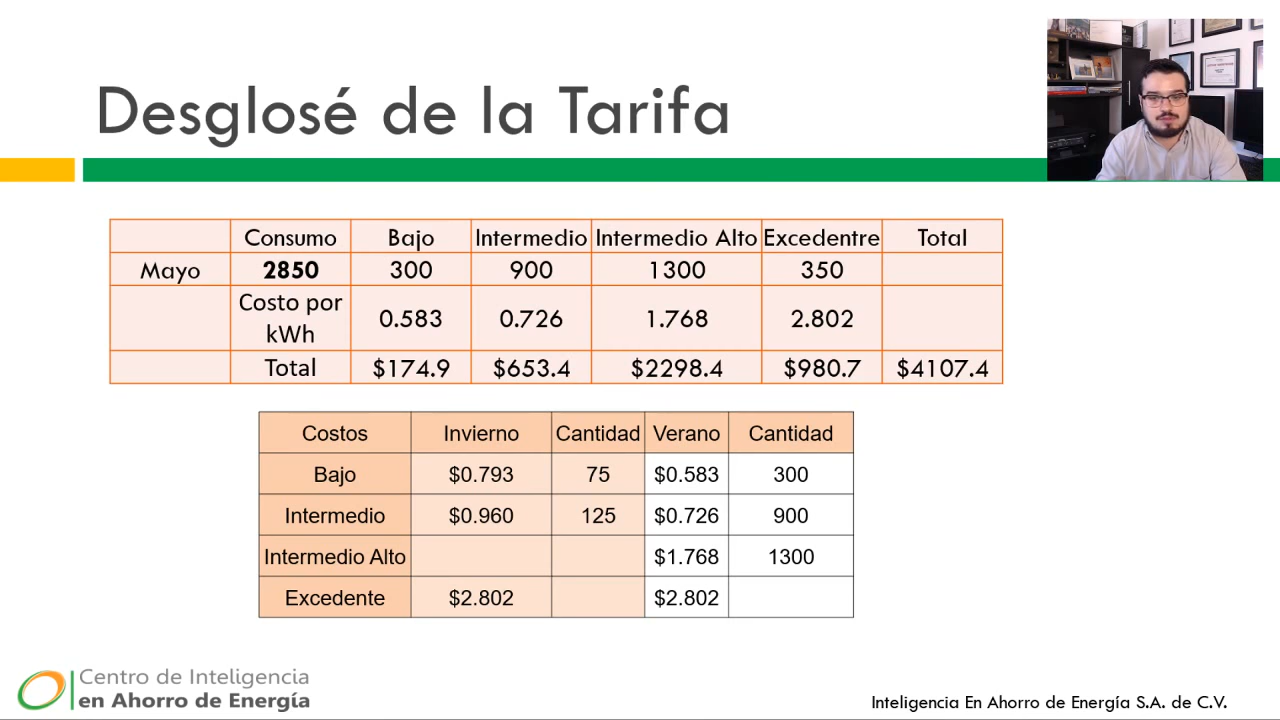 Desglosé de la Tarifa
Consumo Bajo Intermedio Intermedio Alto Excedentre Total
Mayo 2850 300 900 1300 350
Costo por
kWh 0.583 0.726 1.768 2.802
Total $174.9 $653.4 $2298.4 $980.7 $4107.4
Costos Invierno Cantidad Verano Cantidad
Bajo $0.793 75 $0.583 300
Intermedio $0.960 125 $0.726 900
Intermedio Alto $1.768 1300
Excedente $2.802 $2.802
Centro de Inteligencia
en Ahorro de Energía
Inteligencia En Ahorro de Energía S.A. de C.V.